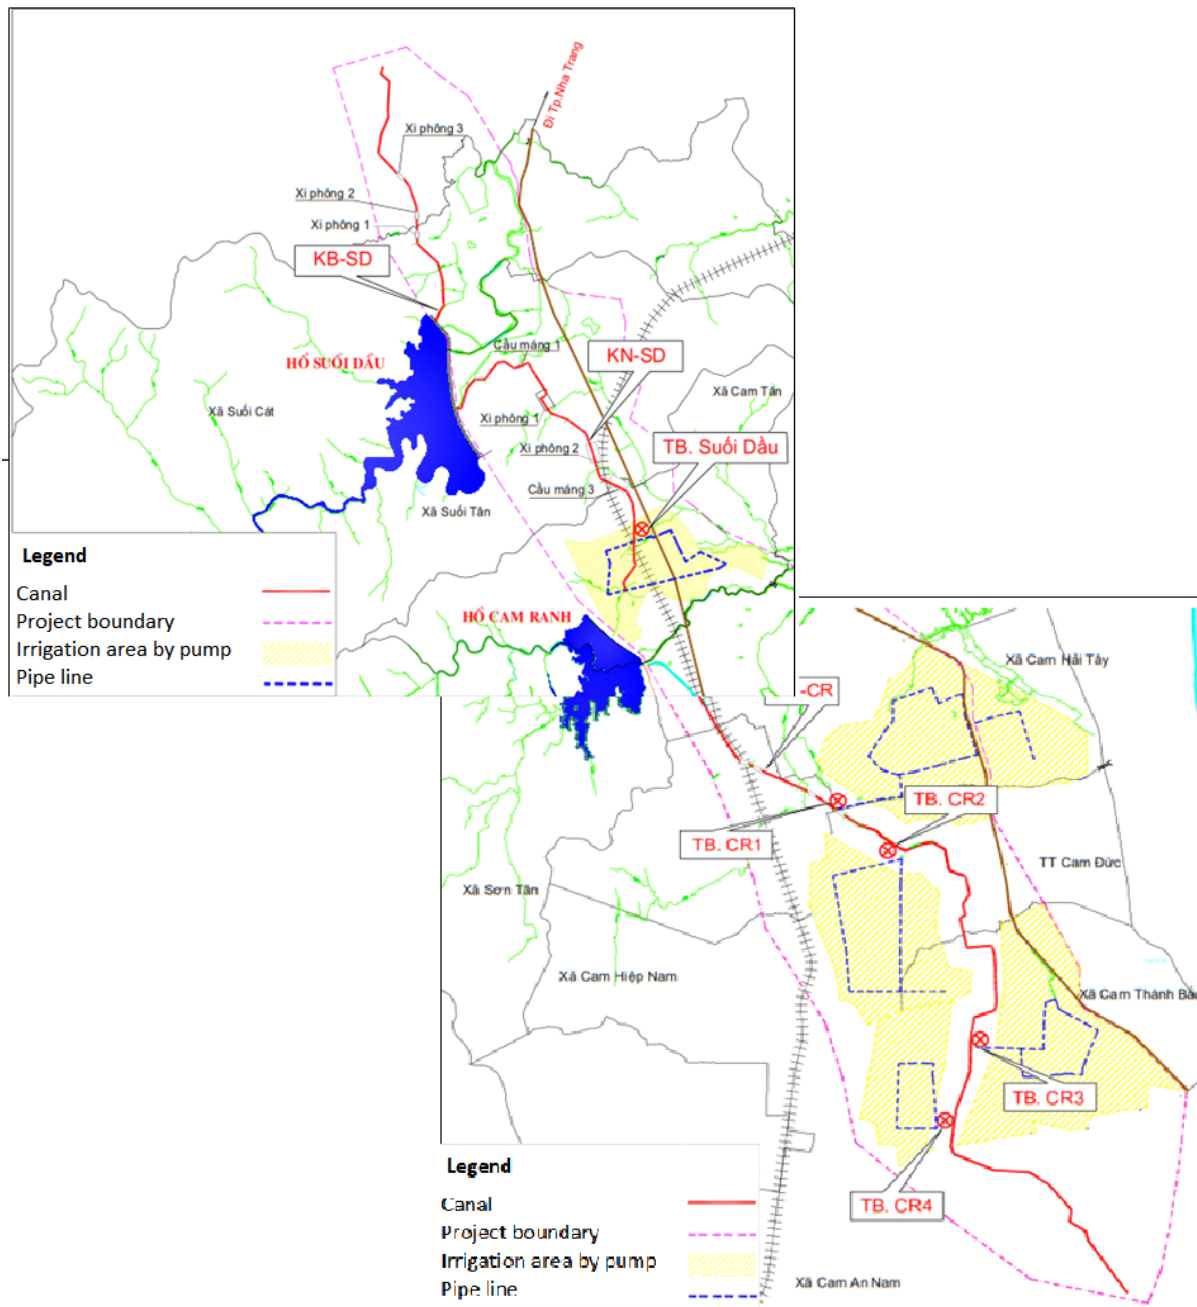 Đi Tp.Nha Trang
Xi phông 3
Xi phông 2
Xi phông 1
KB-SD
HỒ SUỐI DẦU
Cầu máng 1
KN-SD
Xã Cam Tân
Xã Suối Cát
Xi phông 1
TB. Suối Dầu
Xi phông 2
Cầu máng 3
Xã Suối Tân
Legend
Canal
Project boundary
Irrigation area by pump
Pipe line
HỒ CAM RANH
Xã Cam Hải Tây
-CR
TB. CR2
TB. CR1
TT Cam Đức
Xã Sơn Tân
Xã Cam Hiệp Nam
Xã Cam Thành Bắc
TB. CR3
Legend
Canal
Project boundary
Irrigation area by pump
Pipe line
TB. CR4
Xã Cam An Nam